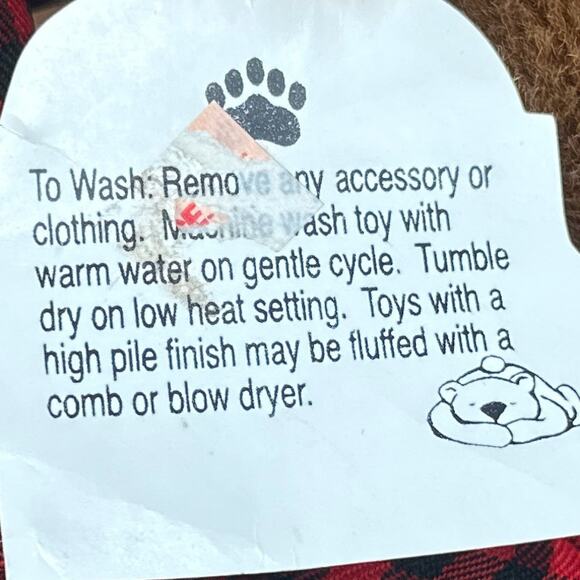 To Wash: Remove any accessory or
clothing. Machine wash toy with
warm water on gentle cycle. Tumble
dry on low heat setting. Toys with a
high pile finish may be fluffed with a
comb or blow dryer.